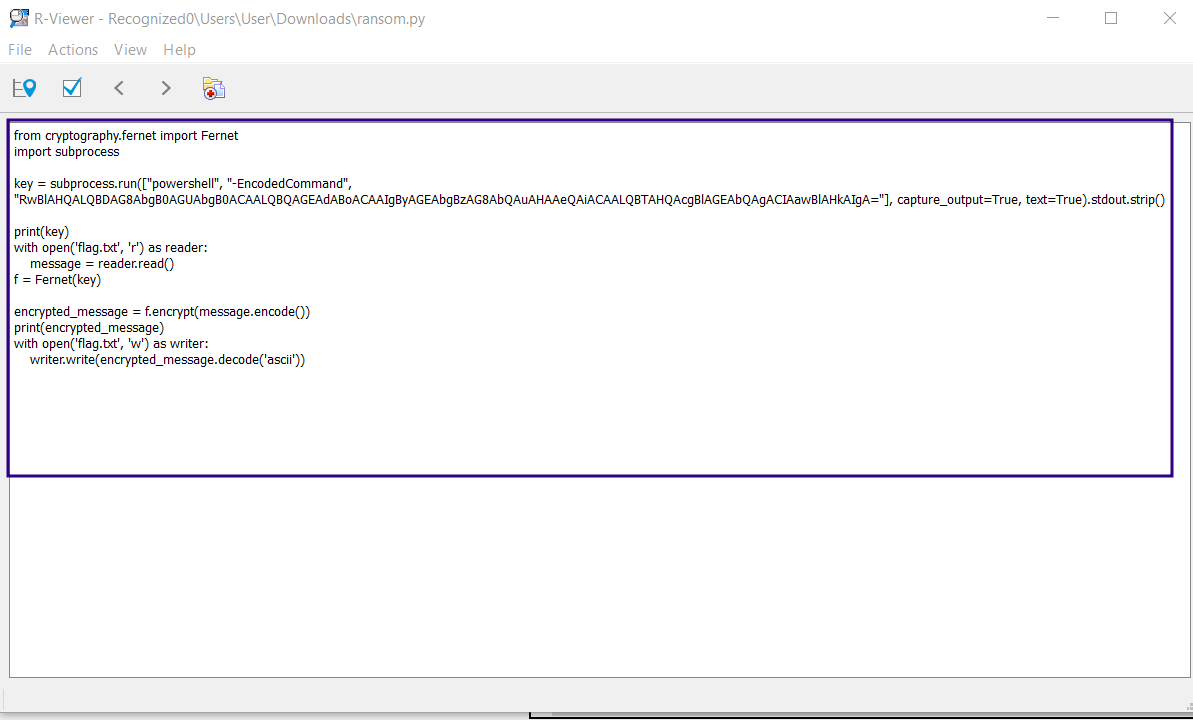 R-Viewer - Recognized0\Users\User\Downloads\ransom.py
File Actions View Help
from cryptography.fernet import Fernet
import subprocess
key = subprocess.run(["powershell", "-EncodedCommand",
"RwBlAHQALQBDAG8AbgB0AGUAbgB0ACAALQBQAGEAdABoACAAIgByAGEAbgBzAG8AbQAuAHAAeQAiACAALQBTAHQAcgBlAGEAbQAgACIAawBlAHkAIgA="], capture_output=True, text=True).stdout.strip()
print(key)
with open('flag.txt', 'r') as reader:
    message = reader.read()
f = Fernet(key)
encrypted_message = f.encrypt(message.encode())
print(encrypted_message)
with open('flag.txt', 'w') as writer:
    writer.write(encrypted_message.decode('ascii'))